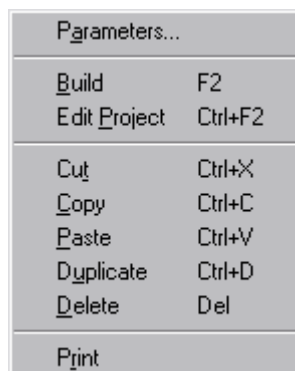 Parameters...
Build F2
Edit Project Ctrl+F2
Cut Ctrl+X
Copy Ctrl+C
Paste Ctrl+V
Duplicate Ctrl+D
Delete Del
Print